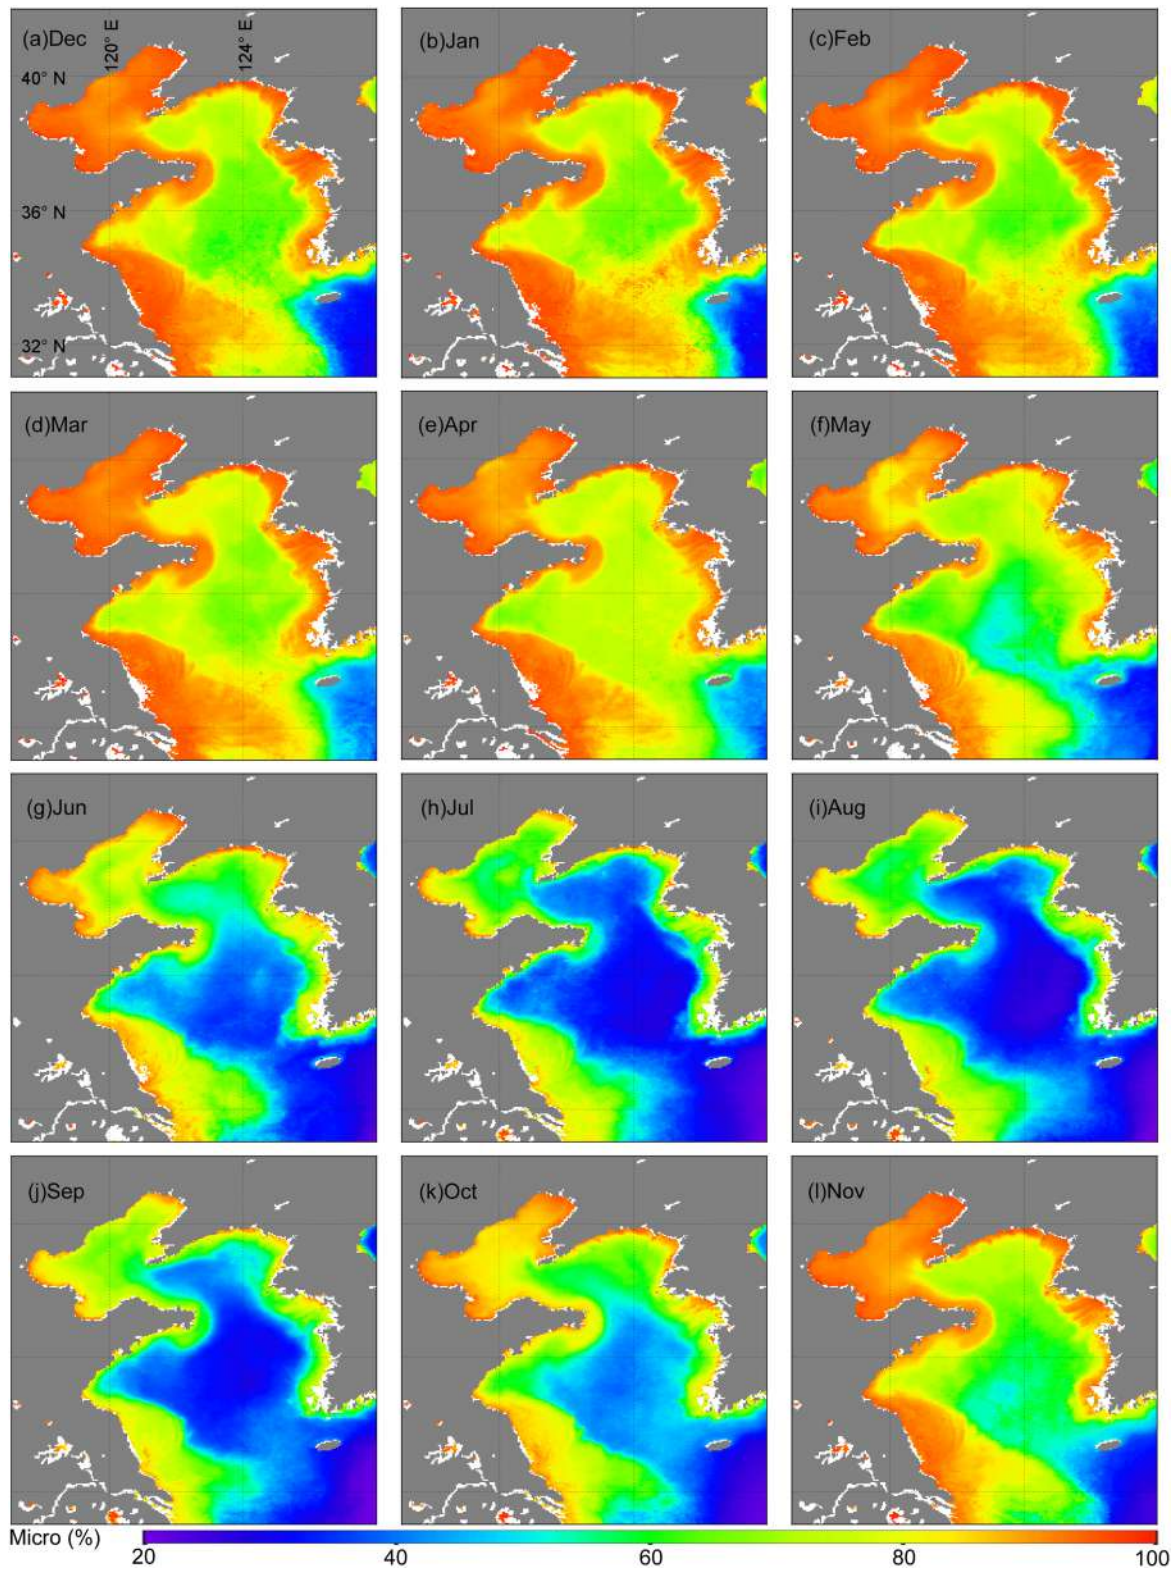 (a)Dec
120° E
124° E
40° N
36° N
32° N
(b)Jan
(c)Feb
(d)Mar
(e)Apr
(f)May
(g)Jun
(h)Jul
(i)Aug
(j)Sep
(k)Oct
(l)Nov
Micro (%)
20 40 60 80 100